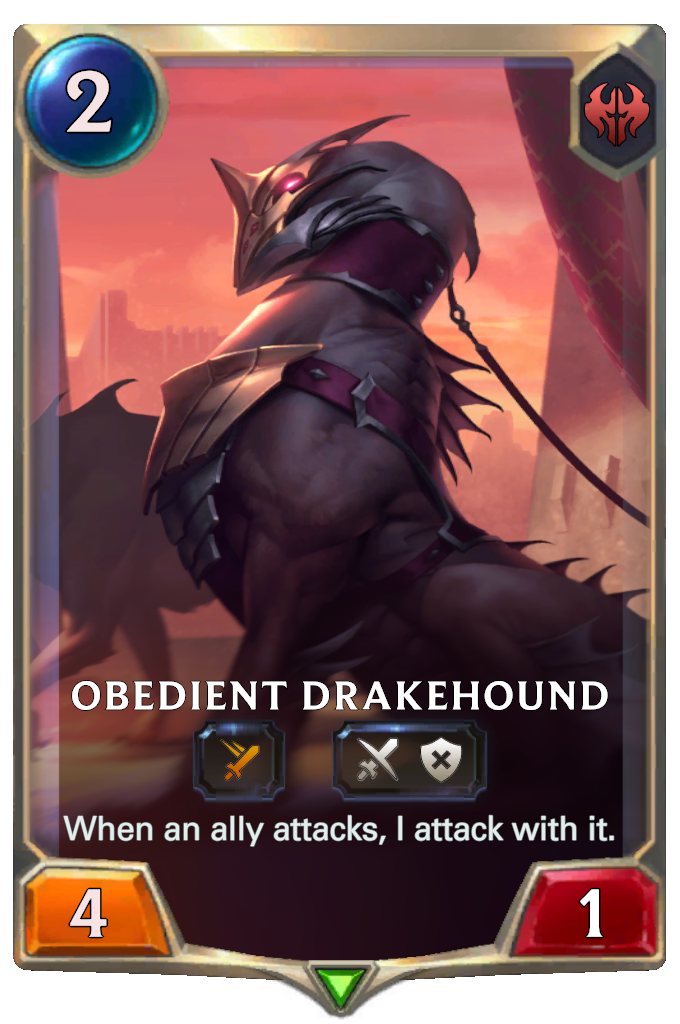 2
OBEDIENT DRAKEHOUND
When an ally attacks, I attack with it.
4
1